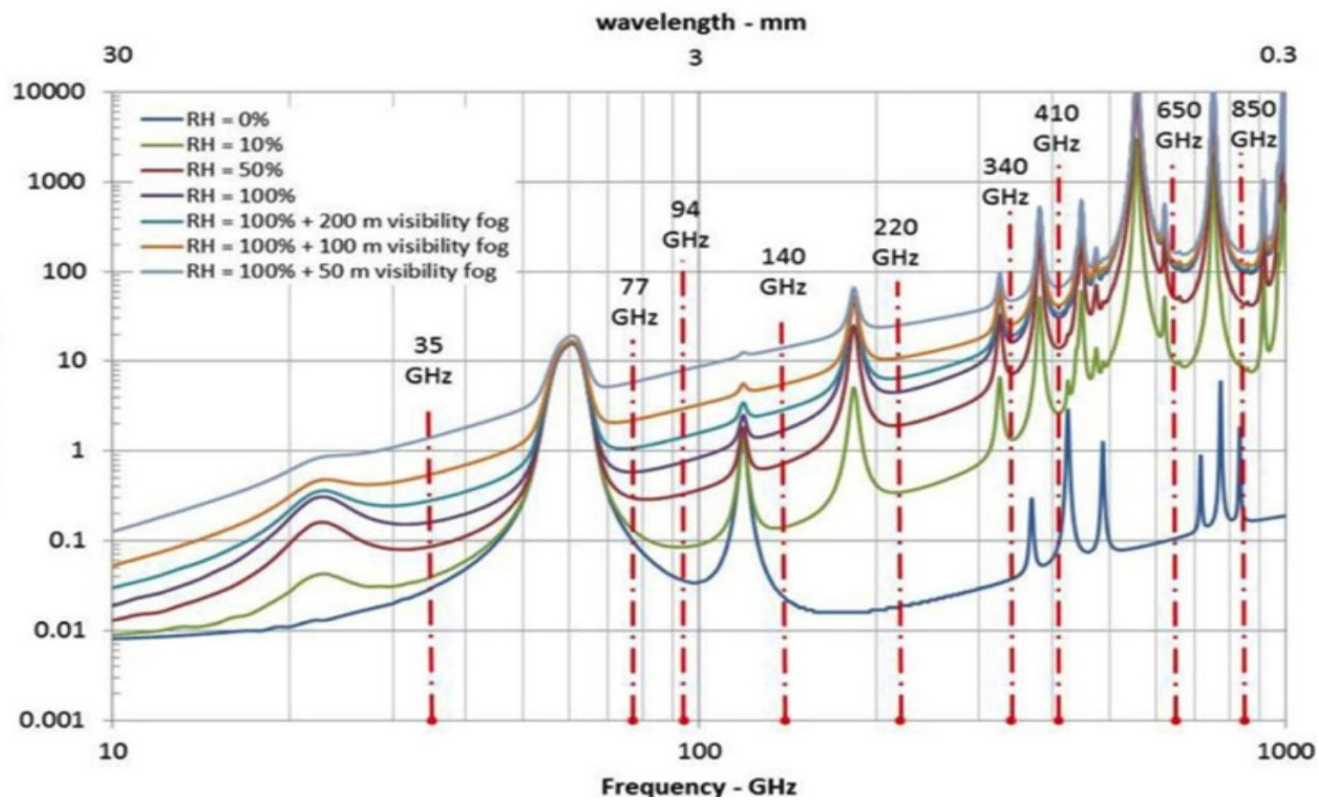 wavelength - mm
30 3 0.3
10000
1000
100
10
1
0.1
0.01
0.001
RH = 0%
RH = 10%
RH = 50%
RH = 100%
RH = 100% + 200 m visibility fog
RH = 100% + 100 m visibility fog
RH = 100% + 50 m visibility fog
35
GHz
77
GHz
94
GHz
140
GHz
220
GHz
340
GHz
410
GHz
650
GHz
850
GHz
10 100 1000
Frequency - GHz